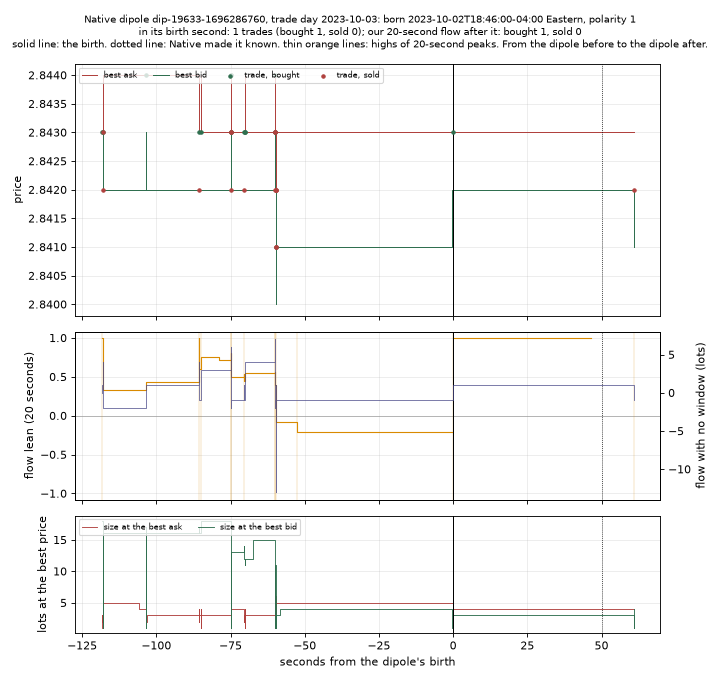 Native dipole dip-19633-1696286760, trade day 2023-10-03: born 2023-10-02T18:46:00-04:00 Eastern, polarity 1
in its birth second: 1 trades (bought 1, sold 0); our 20-second flow after it: bought 1, sold 0
solid line: the birth. dotted line: Native made it known. thin orange lines: highs of 20-second peaks. From the dipole before to the dipole after.
best ask
best bid
trade, bought
trade, sold
2.8440
2.8435
2.8430
2.8425
2.8420
2.8415
2.8410
2.8405
2.8400
price
1.0
0.5
0.0
−0.5
−1.0
flow lean (20 seconds)
5
0
−5
−10
flow with no window (lots)
size at the best ask
size at the best bid
15
10
5
lots at the best price
−125
−100
−75
−50
−25
0
25
50
seconds from the dipole's birth